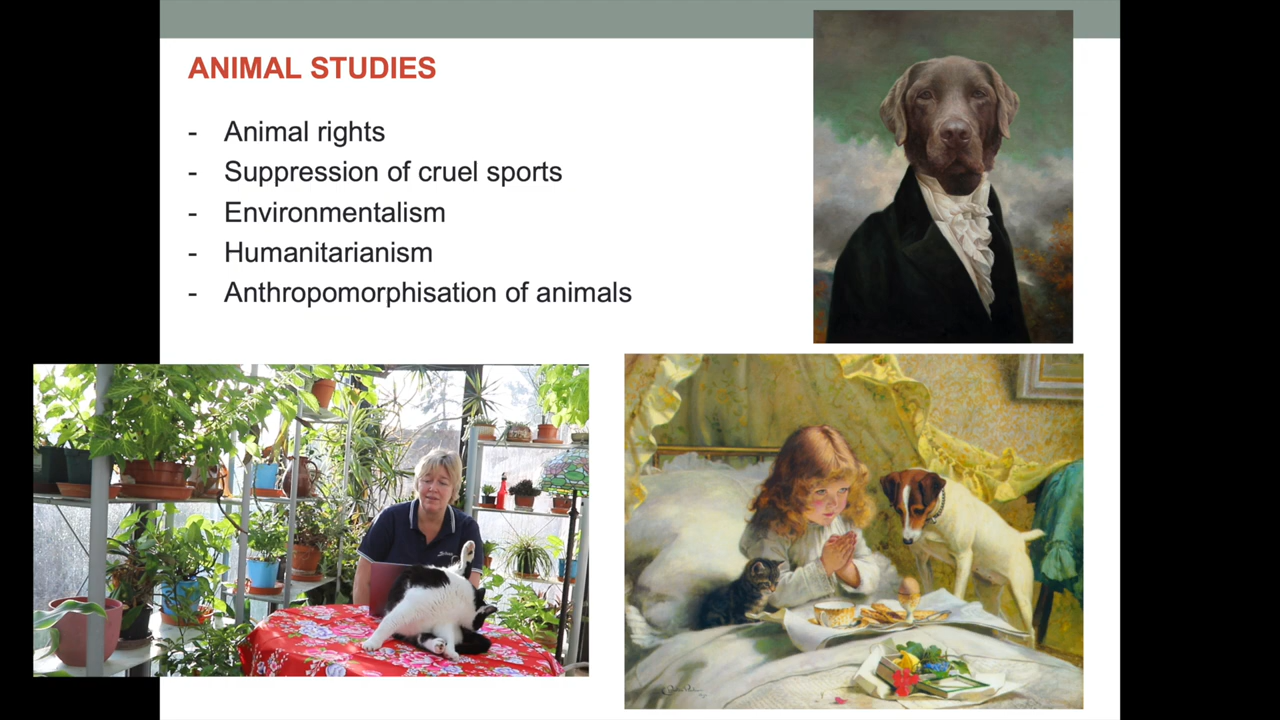 ANIMAL STUDIES
- Animal rights
- Suppression of cruel sports
- Environmentalism
- Humanitarianism
- Anthropomorphisation of animals